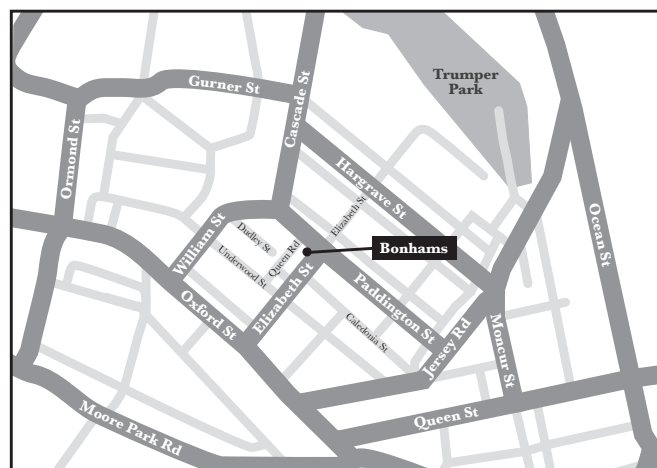 Trumper
Park
Gurner St
Cascade St
Ormond St
Hargrave St
Elizabeth St
William St
Dudley St
Queen Rd
Underwood St
Bonhams
Ocean St
Oxford St
Elizabeth St
Paddington St
Caledonia St
Jersey Rd
Moncur St
Moore Park Rd
Queen St